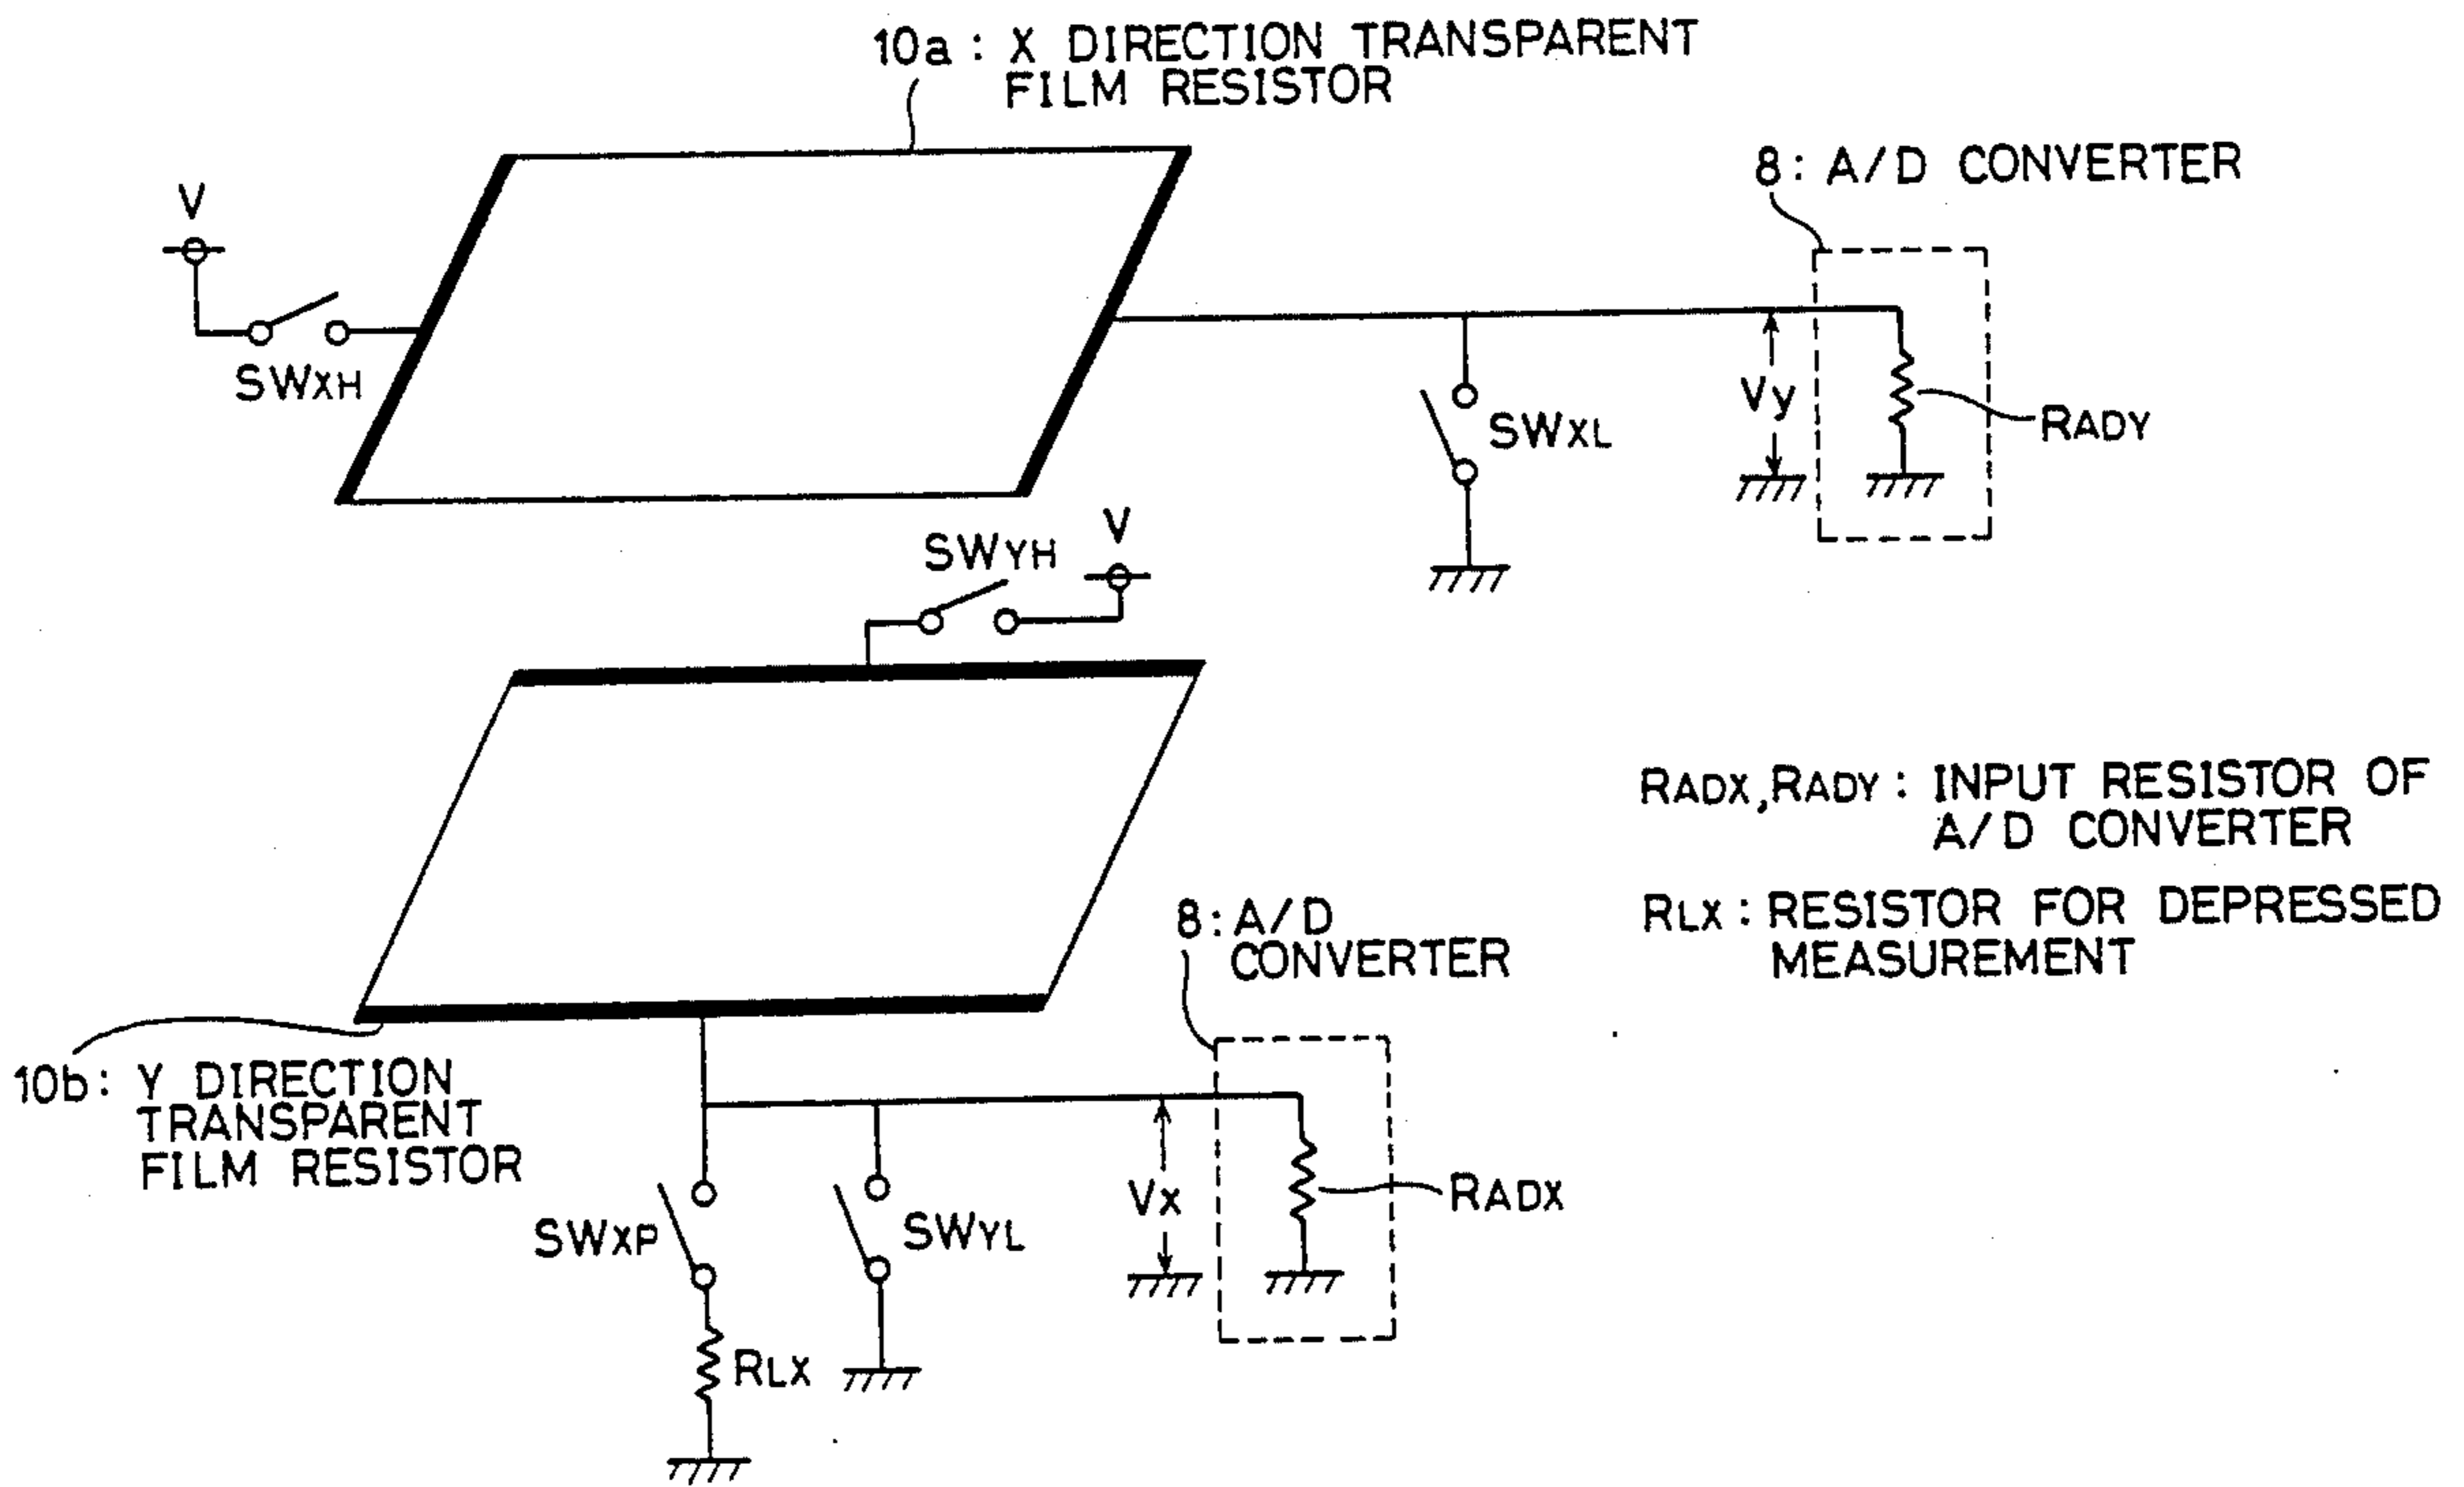 10a : X DIRECTION TRANSPARENT
FILM RESISTOR
8 : A/D CONVERTER
V
SWXH
Vy
SWXL
RADY
V
SWYH
RADX,RADY : INPUT RESISTOR OF
A/D CONVERTER
8 : A/D
CONVERTER
RLX : RESISTOR FOR DEPRESSED
MEASUREMENT
10b : Y DIRECTION
TRANSPARENT
FILM RESISTOR
SWXP
SWYL
Vx
RADX
RLX